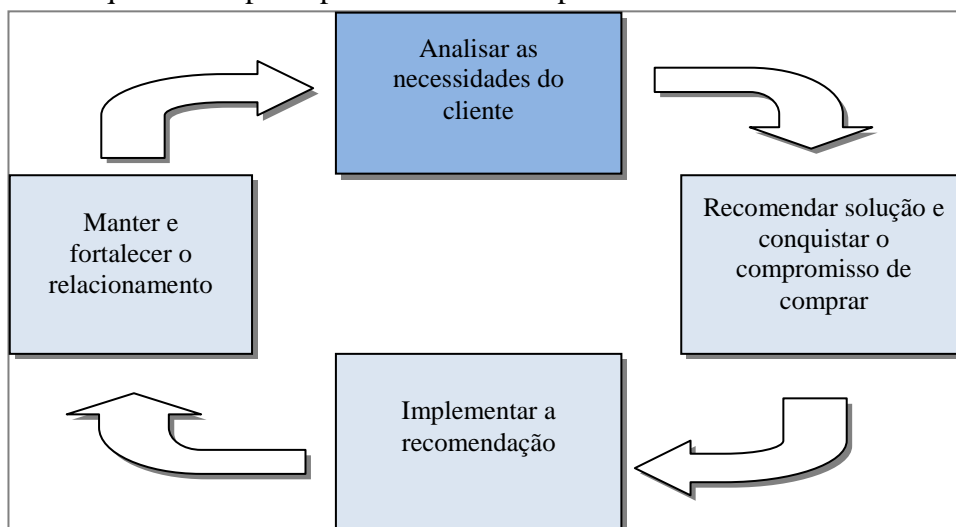 Analisar as
necessidades do
cliente
Recomendar solução e
conquistar o
compromisso de
comprar
Manter e
fortalecer o
relacionamento
Implementar a
recomendação